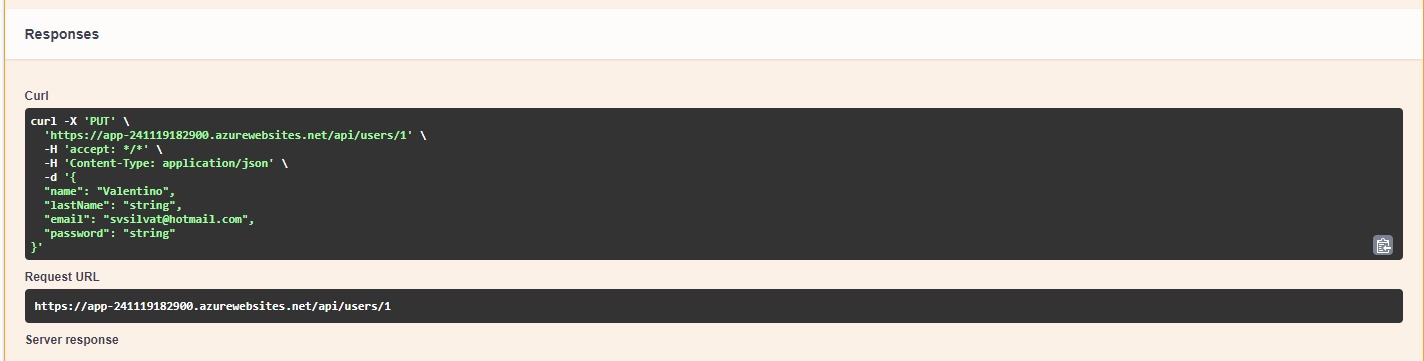 Responses
Curl
curl -X 'PUT' \
  'https://app-241119182900.azurewebsites.net/api/users/1' \
  -H 'accept: */*' \
  -H 'Content-Type: application/json' \
  -d '{
  "name": "Valentino",
  "lastName": "string",
  "email": "svsilvat@hotmail.com",
  "password": "string"
}'
Request URL
https://app-241119182900.azurewebsites.net/api/users/1
Server response